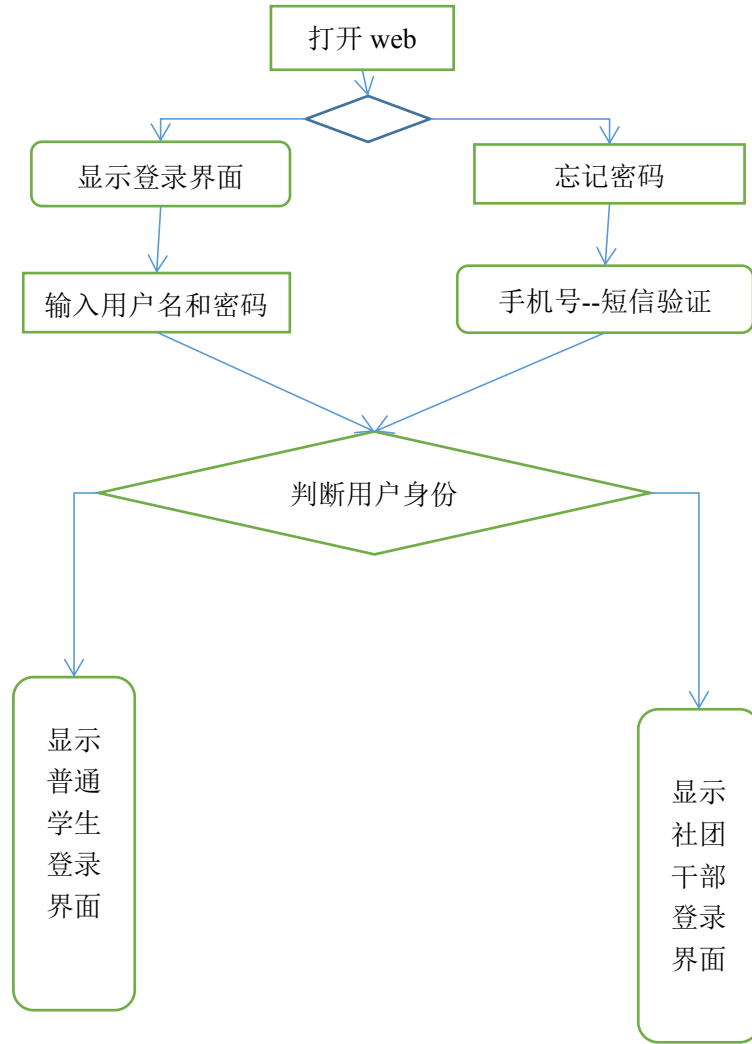 打开 web
显示登录界面
忘记密码
输入用户名和密码
手机号--短信验证
判断用户身份
显示
普通
学生
登录
界面
显示
社团
干部
登录
界面